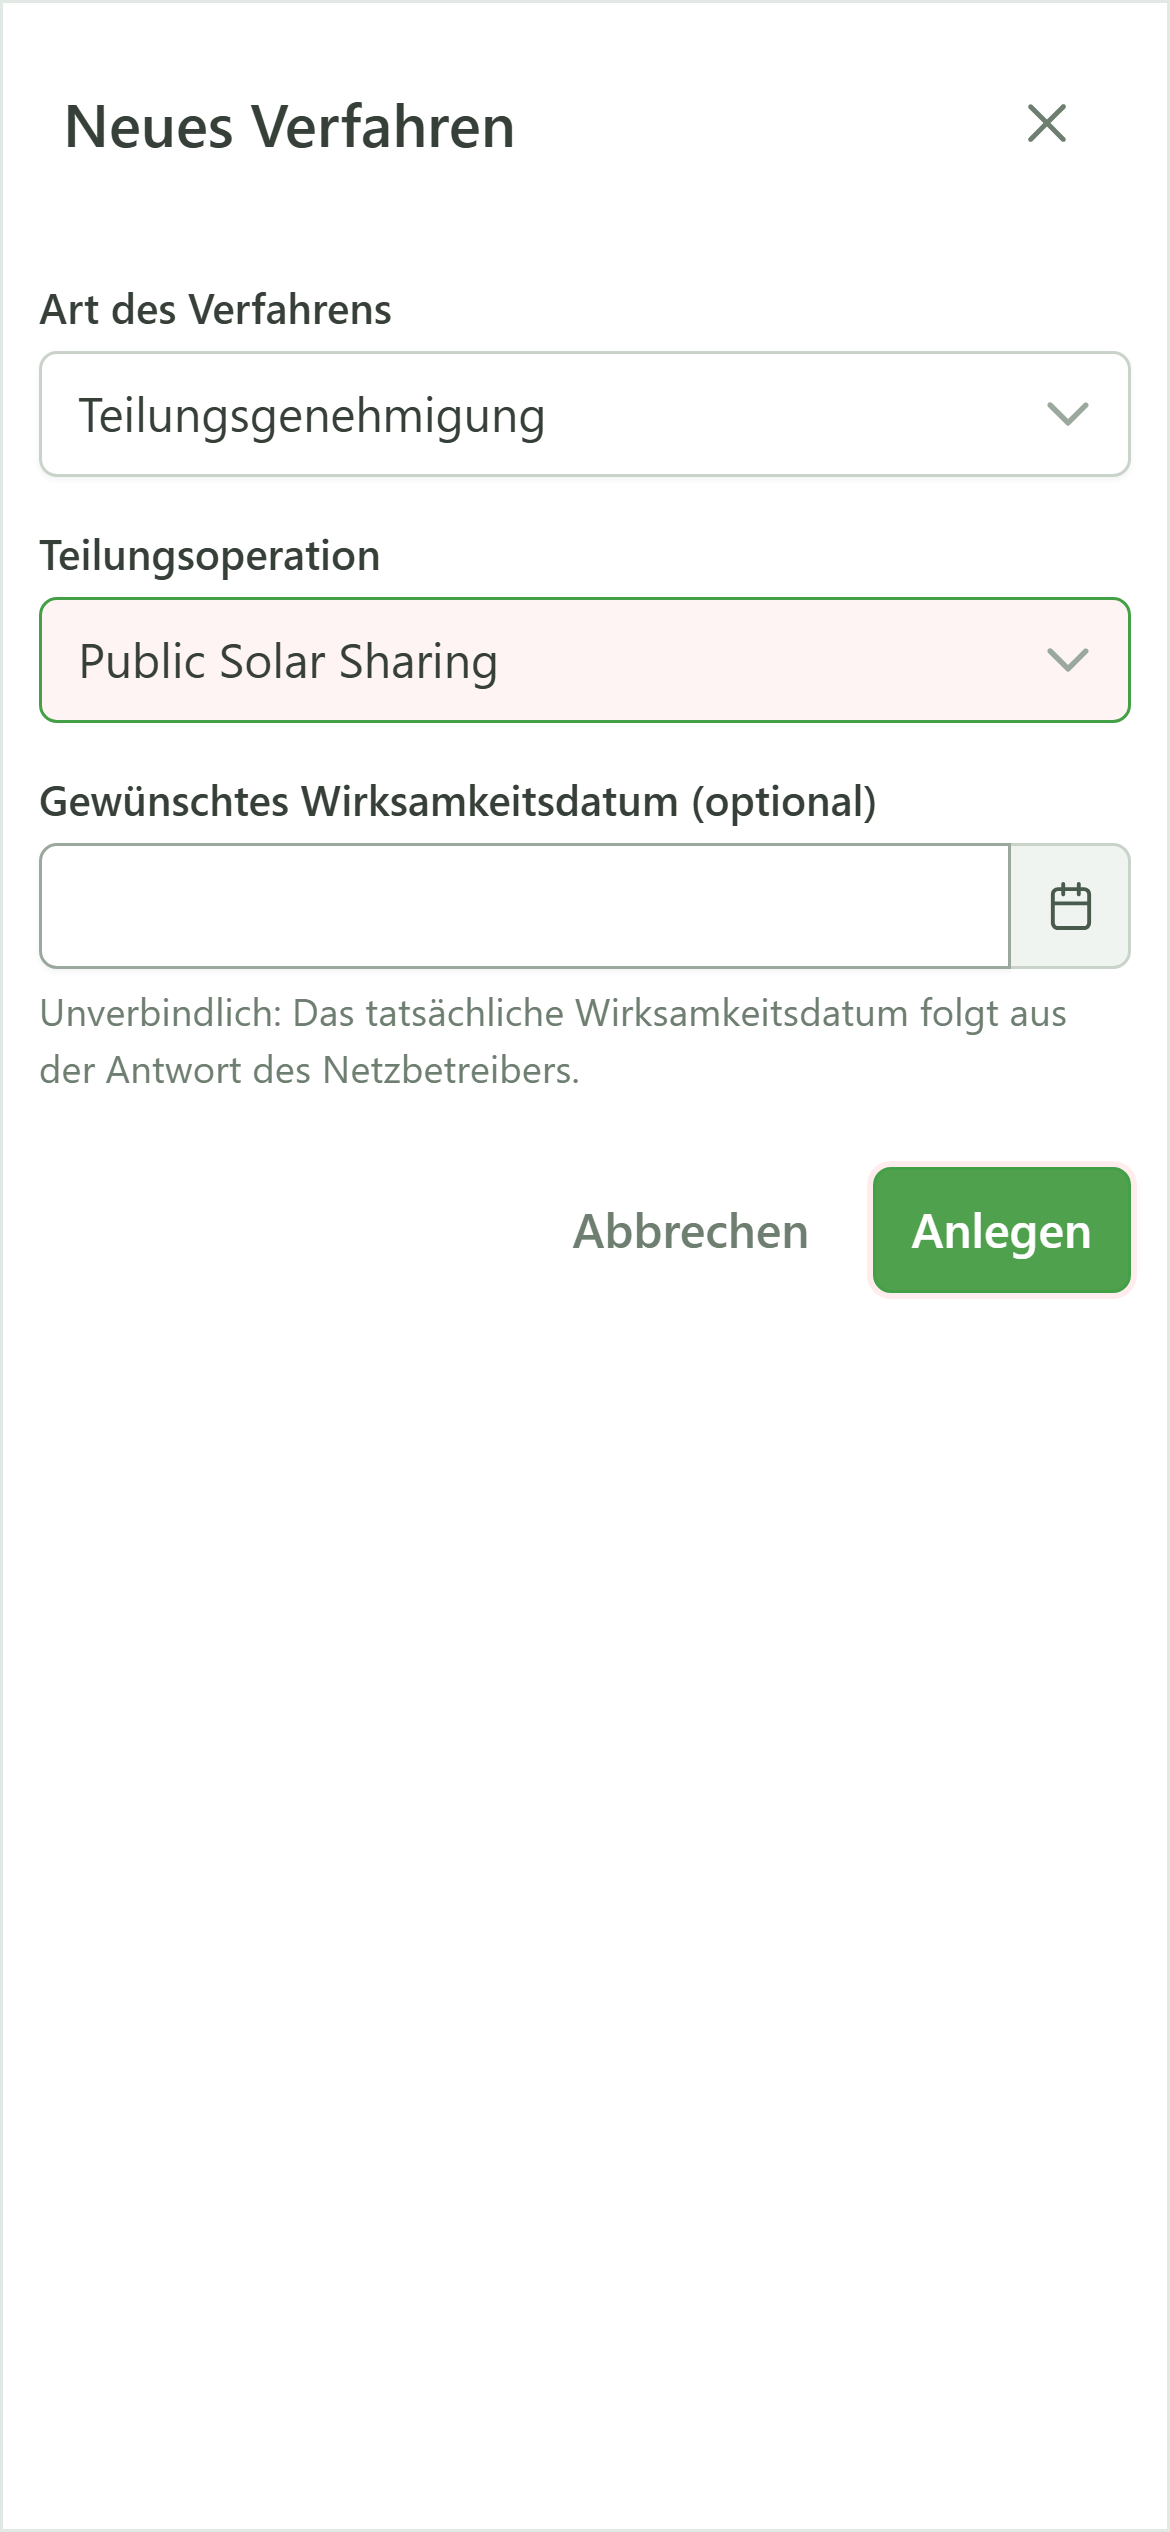 Neues Verfahren
Art des Verfahrens
Teilungsgenehmigung
Teilungsoperation
Public Solar Sharing
Gewünschtes Wirksamkeitsdatum (optional)
Unverbindlich: Das tatsächliche Wirksamkeitsdatum folgt aus
der Antwort des Netzbetreibers.
Abbrechen
Anlegen